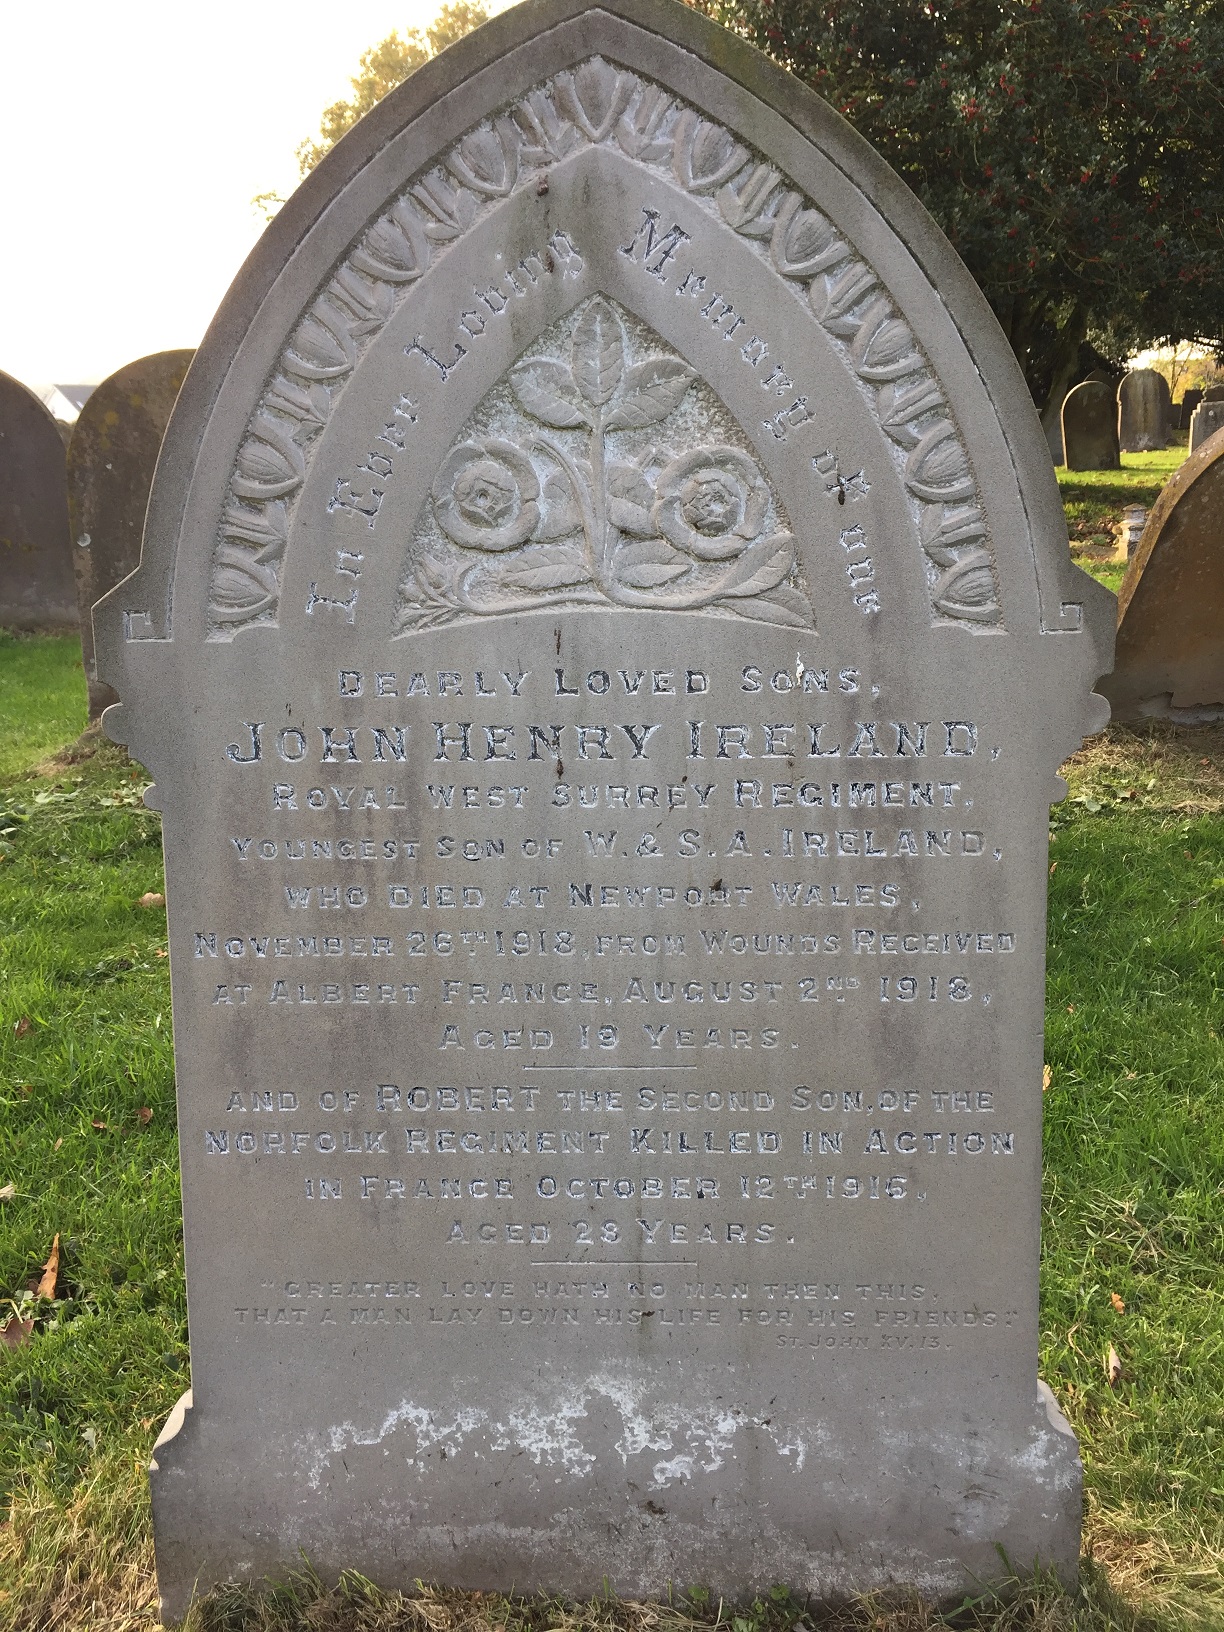 In Ever Loving Memory of our
DEARLY LOVED SONS,
JOHN HENRY IRELAND,
ROYAL WEST SURREY REGIMENT,
YOUNGEST SON OF W. & S. A. IRELAND,
WHO DIED AT NEWPORT WALES,
NOVEMBER 26TH 1918, FROM WOUNDS RECEIVED
AT ALBERT FRANCE, AUGUST 2ND 1918,
AGED 19 YEARS.
AND OF ROBERT THE SECOND SON, OF THE
NORFOLK REGIMENT KILLED IN ACTION
IN FRANCE OCTOBER 12TH 1916,
AGED 28 YEARS.
"GREATER LOVE HATH NO MAN THEN THIS,
THAT A MAN LAY DOWN HIS LIFE FOR HIS FRIENDS."
ST. JOHN XV. 13.